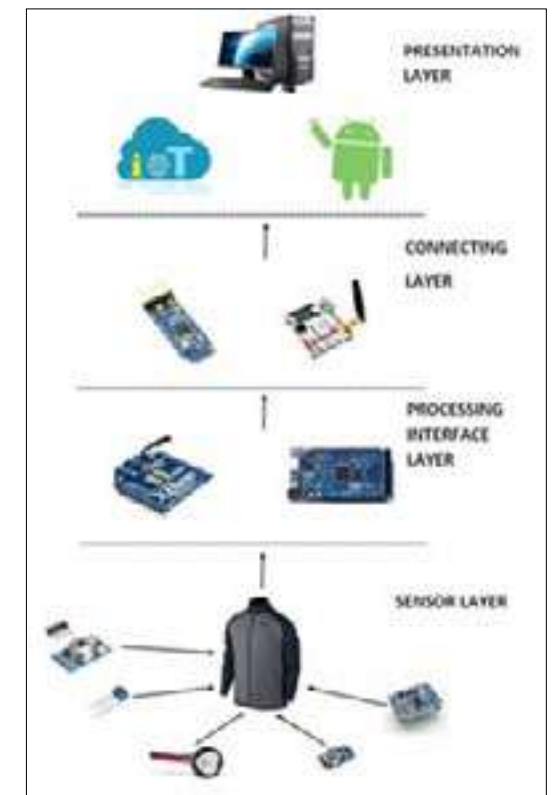 PRESENTATION
LAYER
IoT
CONNECTING
LAYER
PROCESSING
INTERFACE
LAYER
SENSOR LAYER